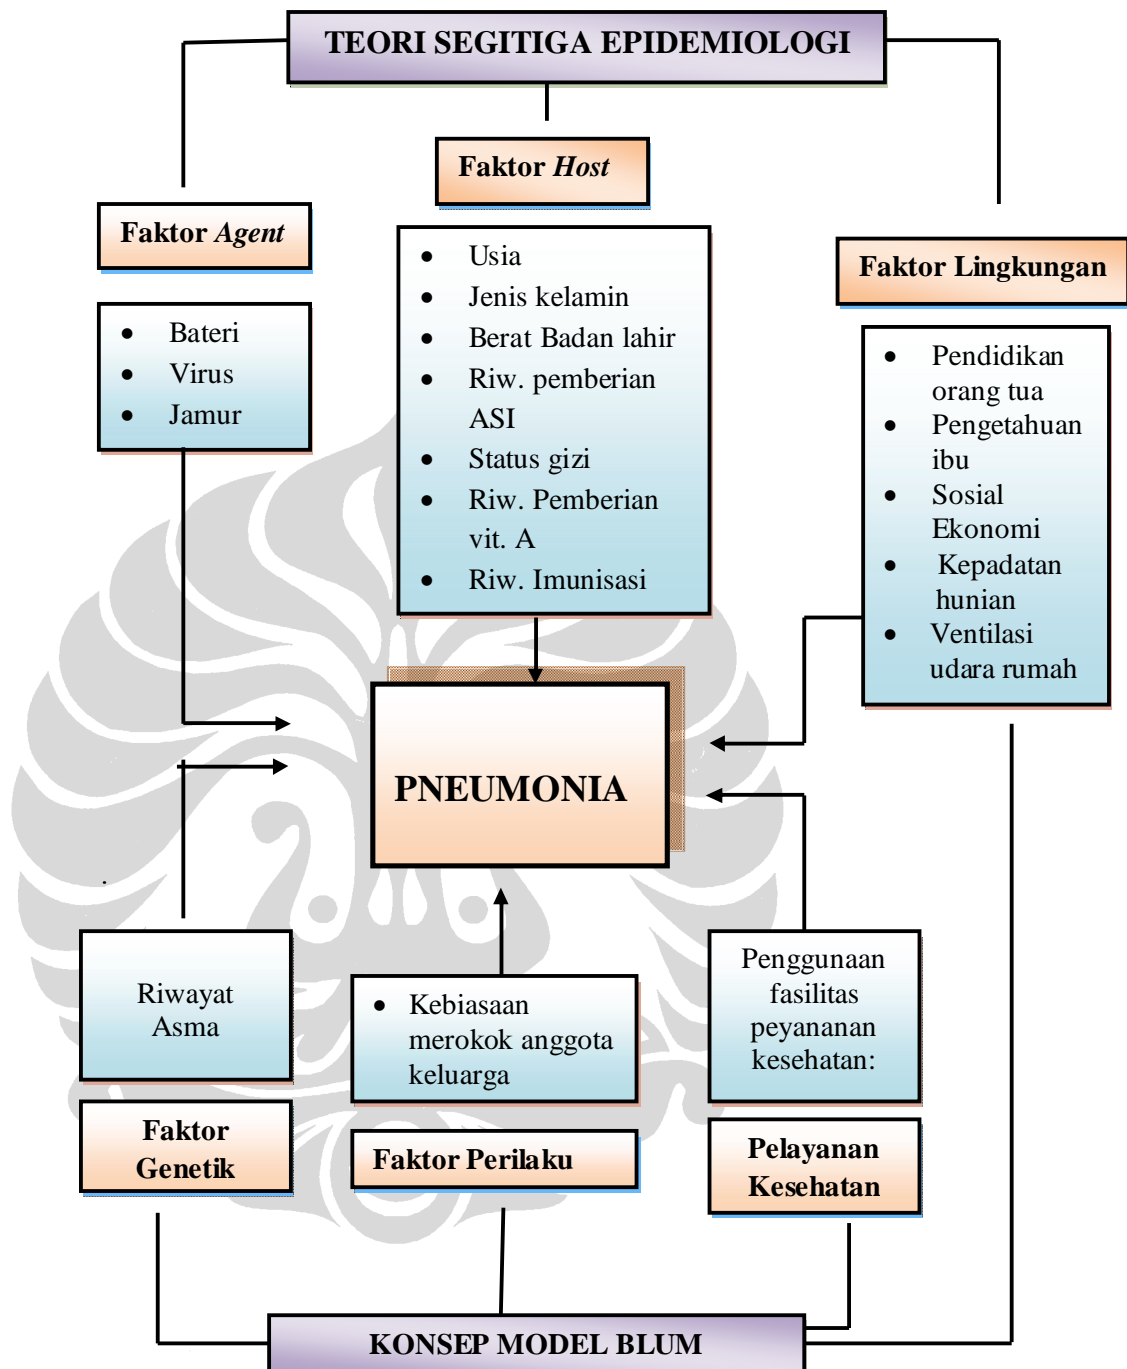 TEORI SEGITIGA EPIDEMIOLOGI
Faktor Host
Faktor Agent
Faktor Lingkungan
• Bateri
• Virus
• Jamur
• Usia
• Jenis kelamin
• Berat Badan lahir
• Riw. pemberian
ASI
• Status gizi
• Riw. Pemberian
vit. A
• Riw. Imunisasi
• Pendidikan
orang tua
• Pengetahuan
ibu
• Sosial
Ekonomi
• Kepadatan
hunian
• Ventilasi
udara rumah
PNEUMONIA
.
Riwayat
Asma
• Kebiasaan
merokok anggota
keluarga
Penggunaan
fasilitas
peyananan
kesehatan:
Faktor
Genetik
Faktor Perilaku
Pelayanan
Kesehatan
KONSEP MODEL BLUM